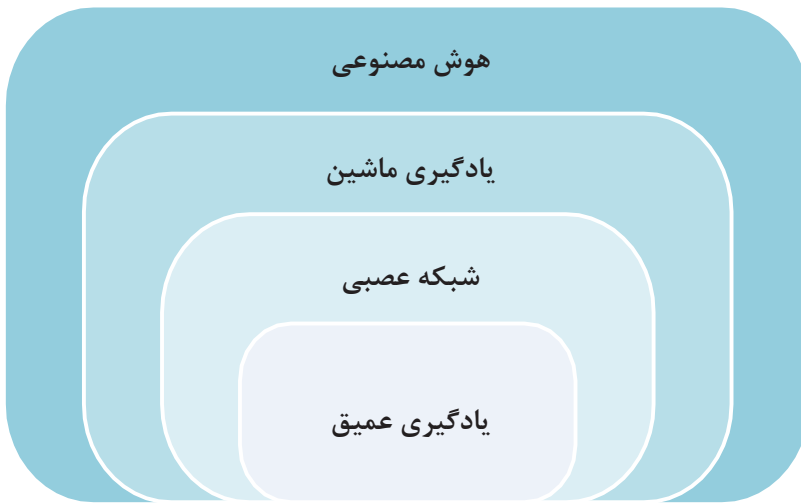 هوش مصنوعی
یادگیری ماشین
شبکه عصبی
یادگیری عمیق